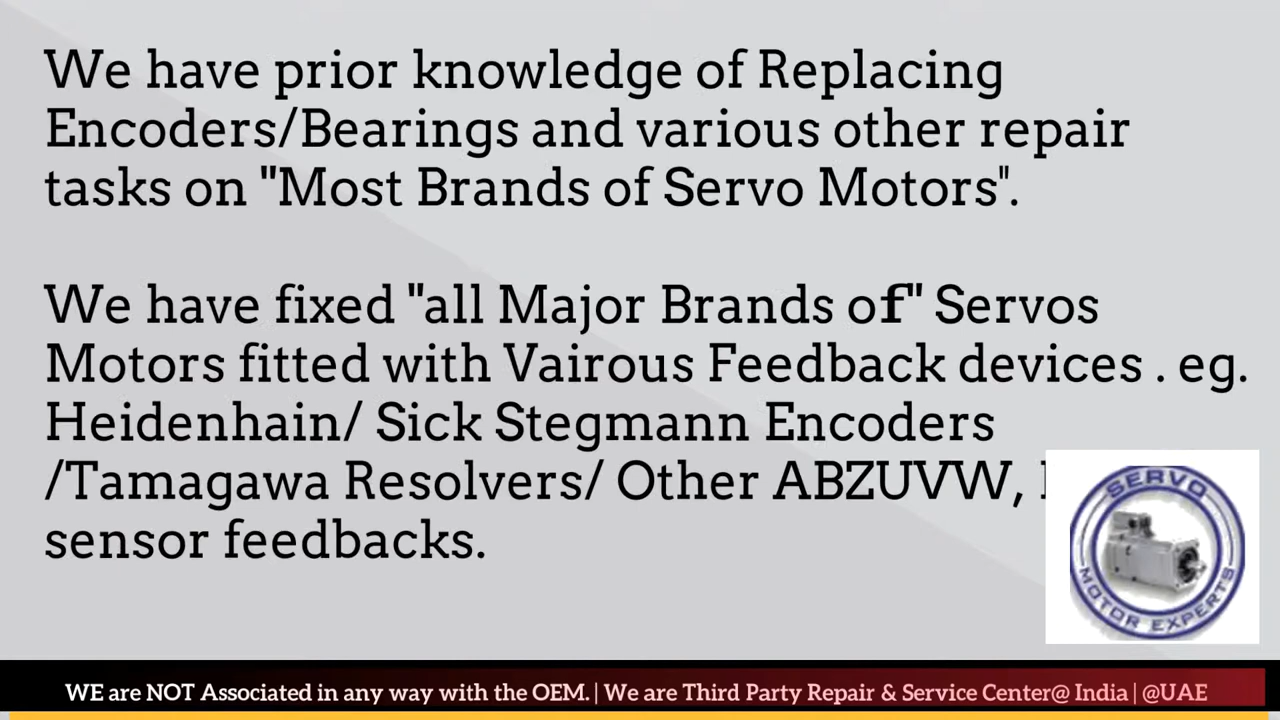 We have prior knowledge of Replacing
Encoders/Bearings and various other repair
tasks on "Most Brands of Servo Motors".
We have fixed "all Major Brands of" Servos
Motors fitted with Vairous Feedback devices . eg.
Heidenhain/ Sick Stegmann Encoders
/Tamagawa Resolvers/ Other ABZUVW,
sensor feedbacks.
SERVO
MOTOR EXPERTS
WE are NOT Associated in any way with the OEM. | We are Third Party Repair & Service Center@ India | @UAE